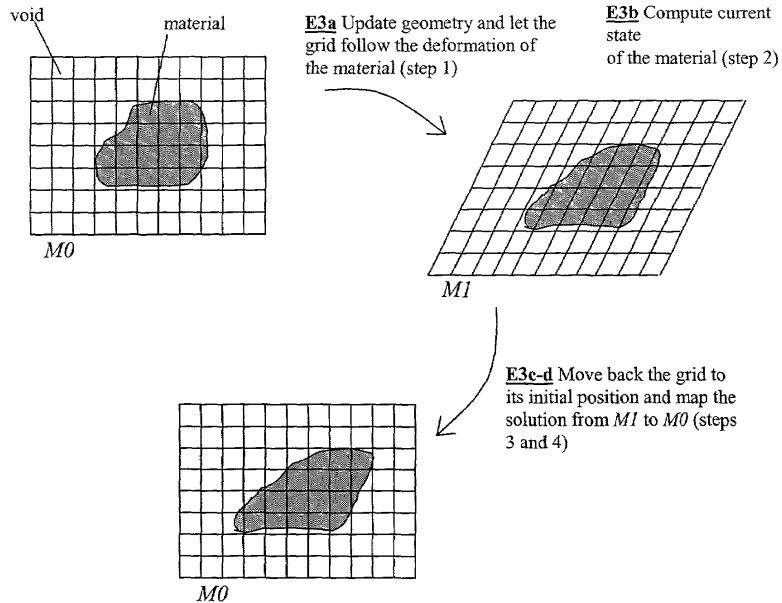 void
material
E3a Update geometry and let the
grid follow the deformation of
the material (step 1)
E3b Compute current
state
of the material (step 2)
M0
M1
E3c-d Move back the grid to
its initial position and map the
solution from M1 to M0 (steps
3 and 4)
M0